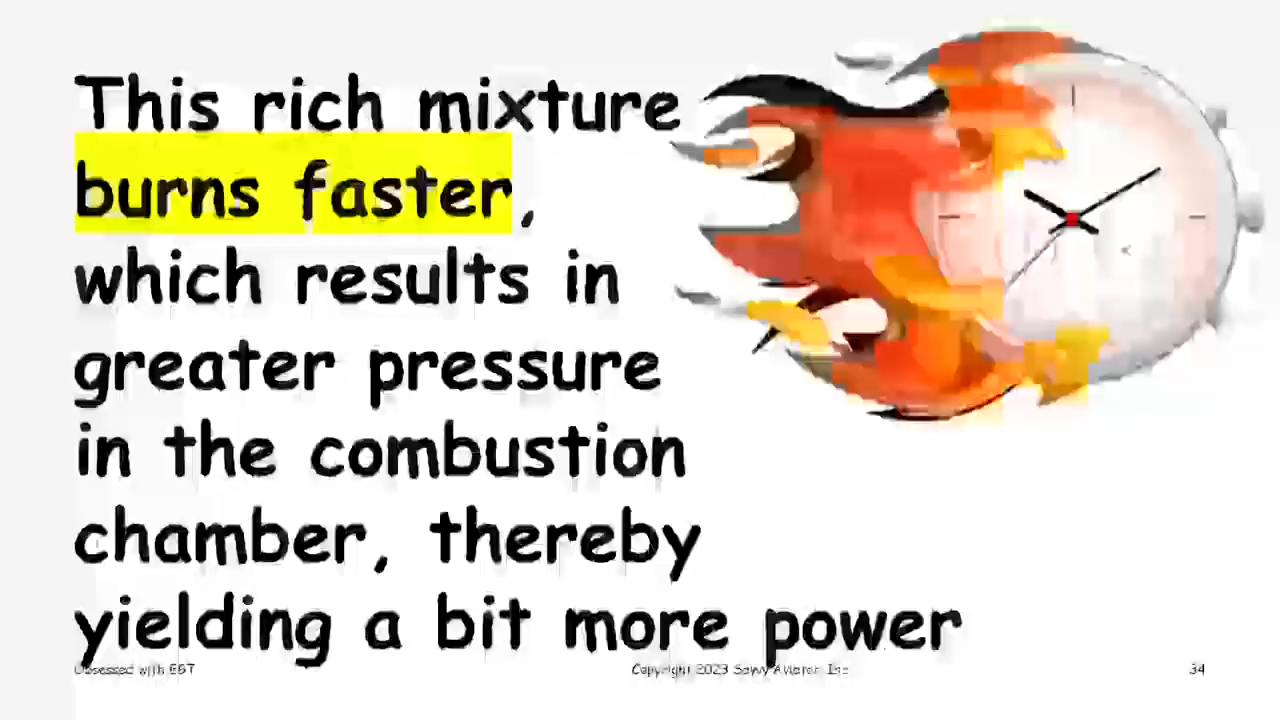 This rich mixture
burns faster,
which results in
greater pressure
in the combustion
chamber, thereby
yielding a bit more power
Obsessed with EGT
Copyright 2023 Savvy Aviator, Inc.
34